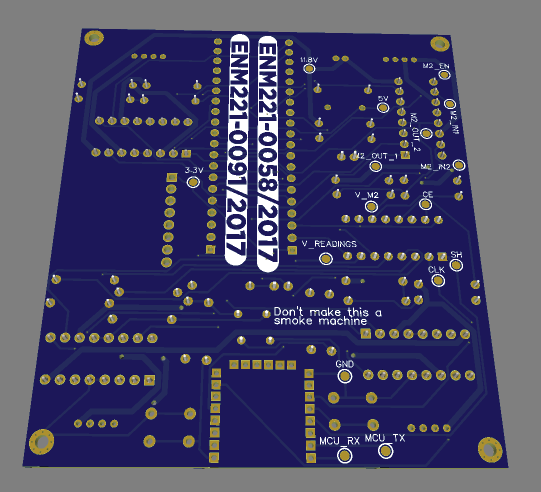 11.8V
M2_EN
5V
M2_IN1
M2_OUT_2
M2_OUT_1
M2_IN2
3.3V
V_M2
CE
ENM221-0091/2017
ENM221-0058/2017
V_READINGS
SH
CLK
Don't make this a
smoke machine
GND
MCU_RX
MCU_TX